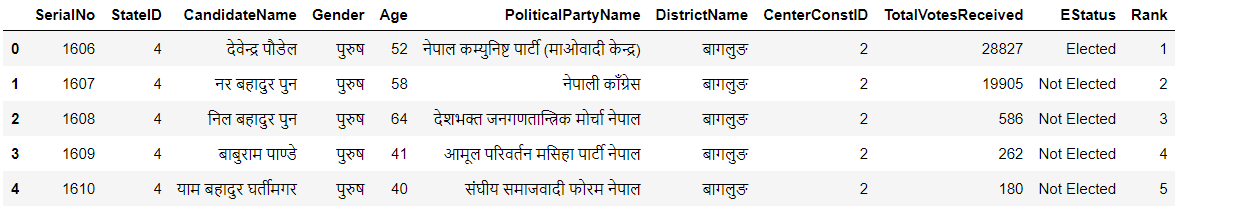 SerialNo StateID CandidateName Gender Age PoliticalPartyName DistrictName CenterConstID TotalVotesReceived EStatus Rank
0 1606 4 देवेन्द्र पौडेल पुरुष 52 नेपाल कम्युनिष्ट पार्टी (माओवादी केन्द्र) बागलुङ 2 28827 Elected 1
1 1607 4 नर बहादुर पुन पुरुष 58 नेपाली काँग्रेस बागलुङ 2 19905 Not Elected 2
2 1608 4 निल बहादुर पुन पुरुष 64 देशभक्त जनगणतान्त्रिक मोर्चा नेपाल बागलुङ 2 586 Not Elected 3
3 1609 4 बाबुराम पाण्डे पुरुष 41 आमूल परिवर्तन मसिहा पार्टी नेपाल बागलुङ 2 262 Not Elected 4
4 1610 4 याम बहादुर घर्तीमगर पुरुष 40 संघीय समाजवादी फोरम नेपाल बागलुङ 2 180 Not Elected 5